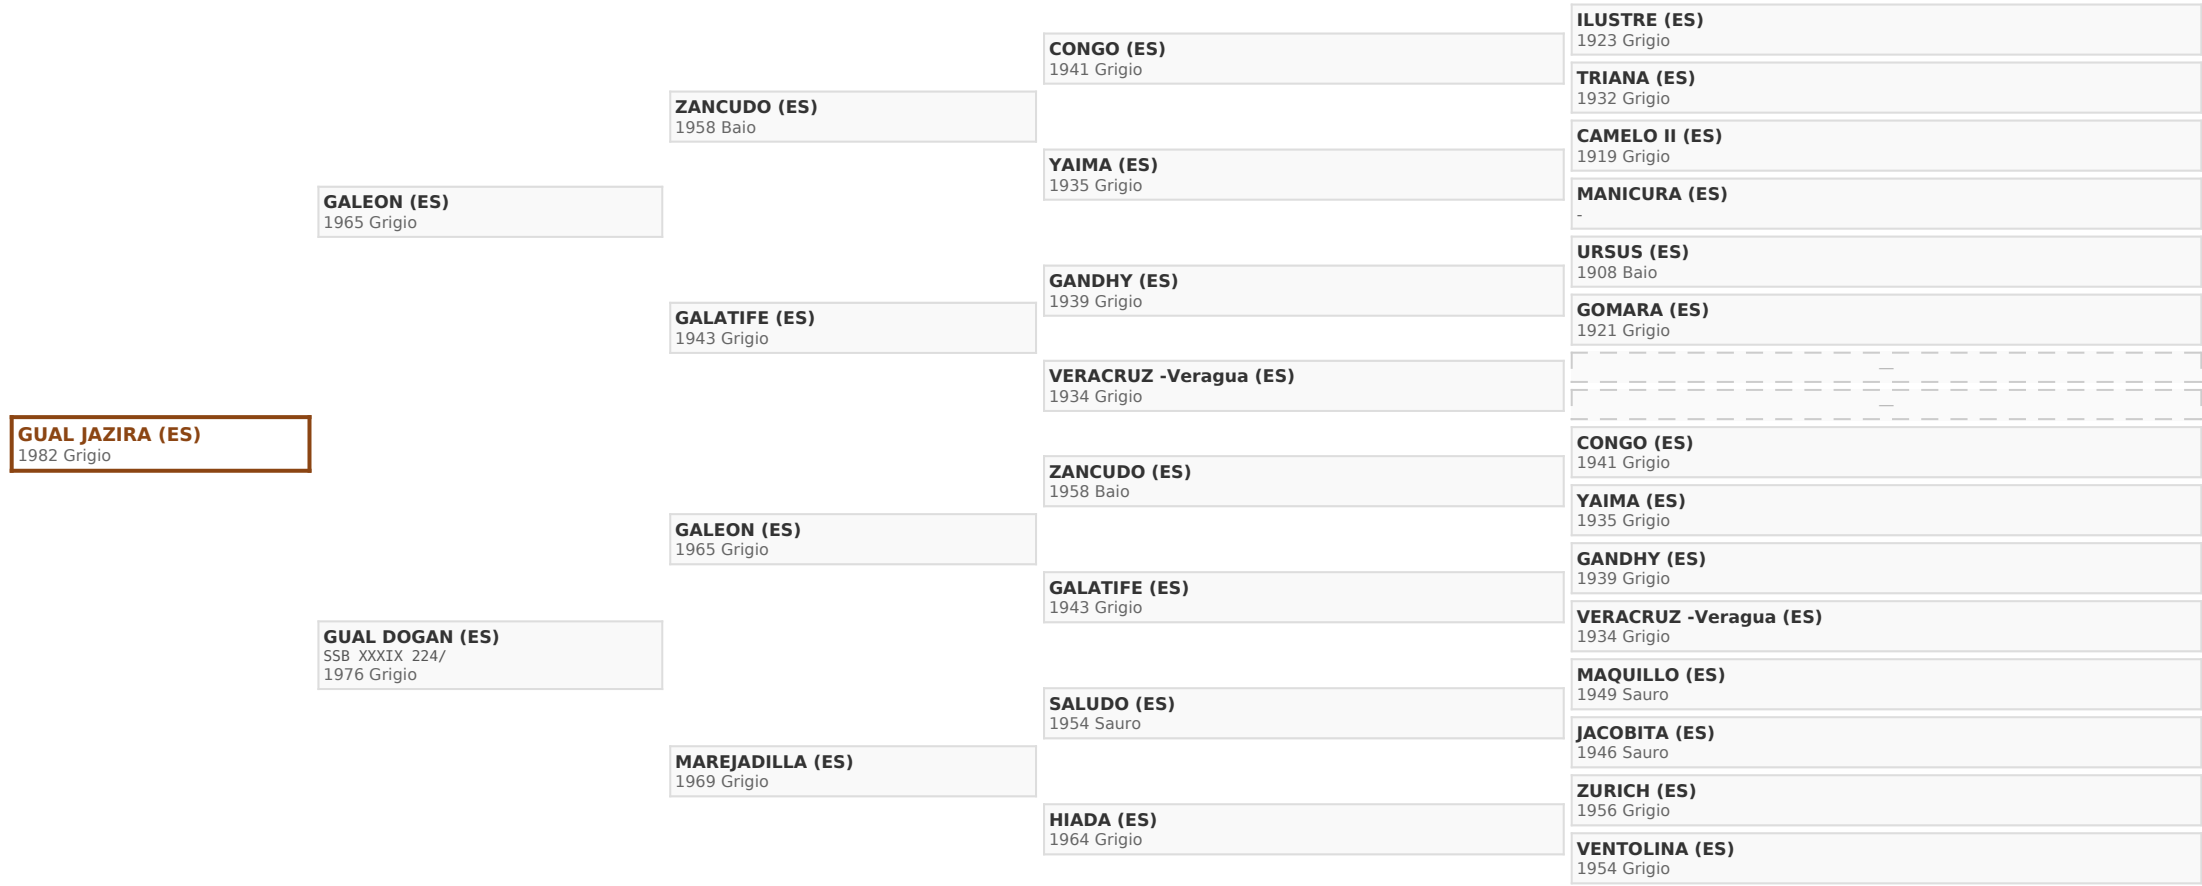 GUAL JAZIRA (ES)
1982 Grigio
GALEON (ES)
1965 Grigio
GUAL DOGAN (ES)
SSB XXXIX 224/
1976 Grigio
ZANCUDO (ES)
1958 Baio
GALATIFE (ES)
1943 Grigio
GALEON (ES)
1965 Grigio
MAREJADILLA (ES)
1969 Grigio
CONGO (ES)
1941 Grigio
YAIMA (ES)
1935 Grigio
GANDHY (ES)
1939 Grigio
VERACRUZ -Veragua (ES)
1934 Grigio
ZANCUDO (ES)
1958 Baio
GALATIFE (ES)
1943 Grigio
SALUDO (ES)
1954 Sauro
HIADA (ES)
1964 Grigio
ILUSTRE (ES)
1923 Grigio
TRIANA (ES)
1932 Grigio
CAMELO II (ES)
1919 Grigio
MANICURA (ES)
-
URSUS (ES)
1908 Baio
GOMARA (ES)
1921 Grigio
—
—
CONGO (ES)
1941 Grigio
YAIMA (ES)
1935 Grigio
GANDHY (ES)
1939 Grigio
VERACRUZ -Veragua (ES)
1934 Grigio
MAQUILLO (ES)
1949 Sauro
JACOBITA (ES)
1946 Sauro
ZURICH (ES)
1956 Grigio
VENTOLINA (ES)
1954 Grigio